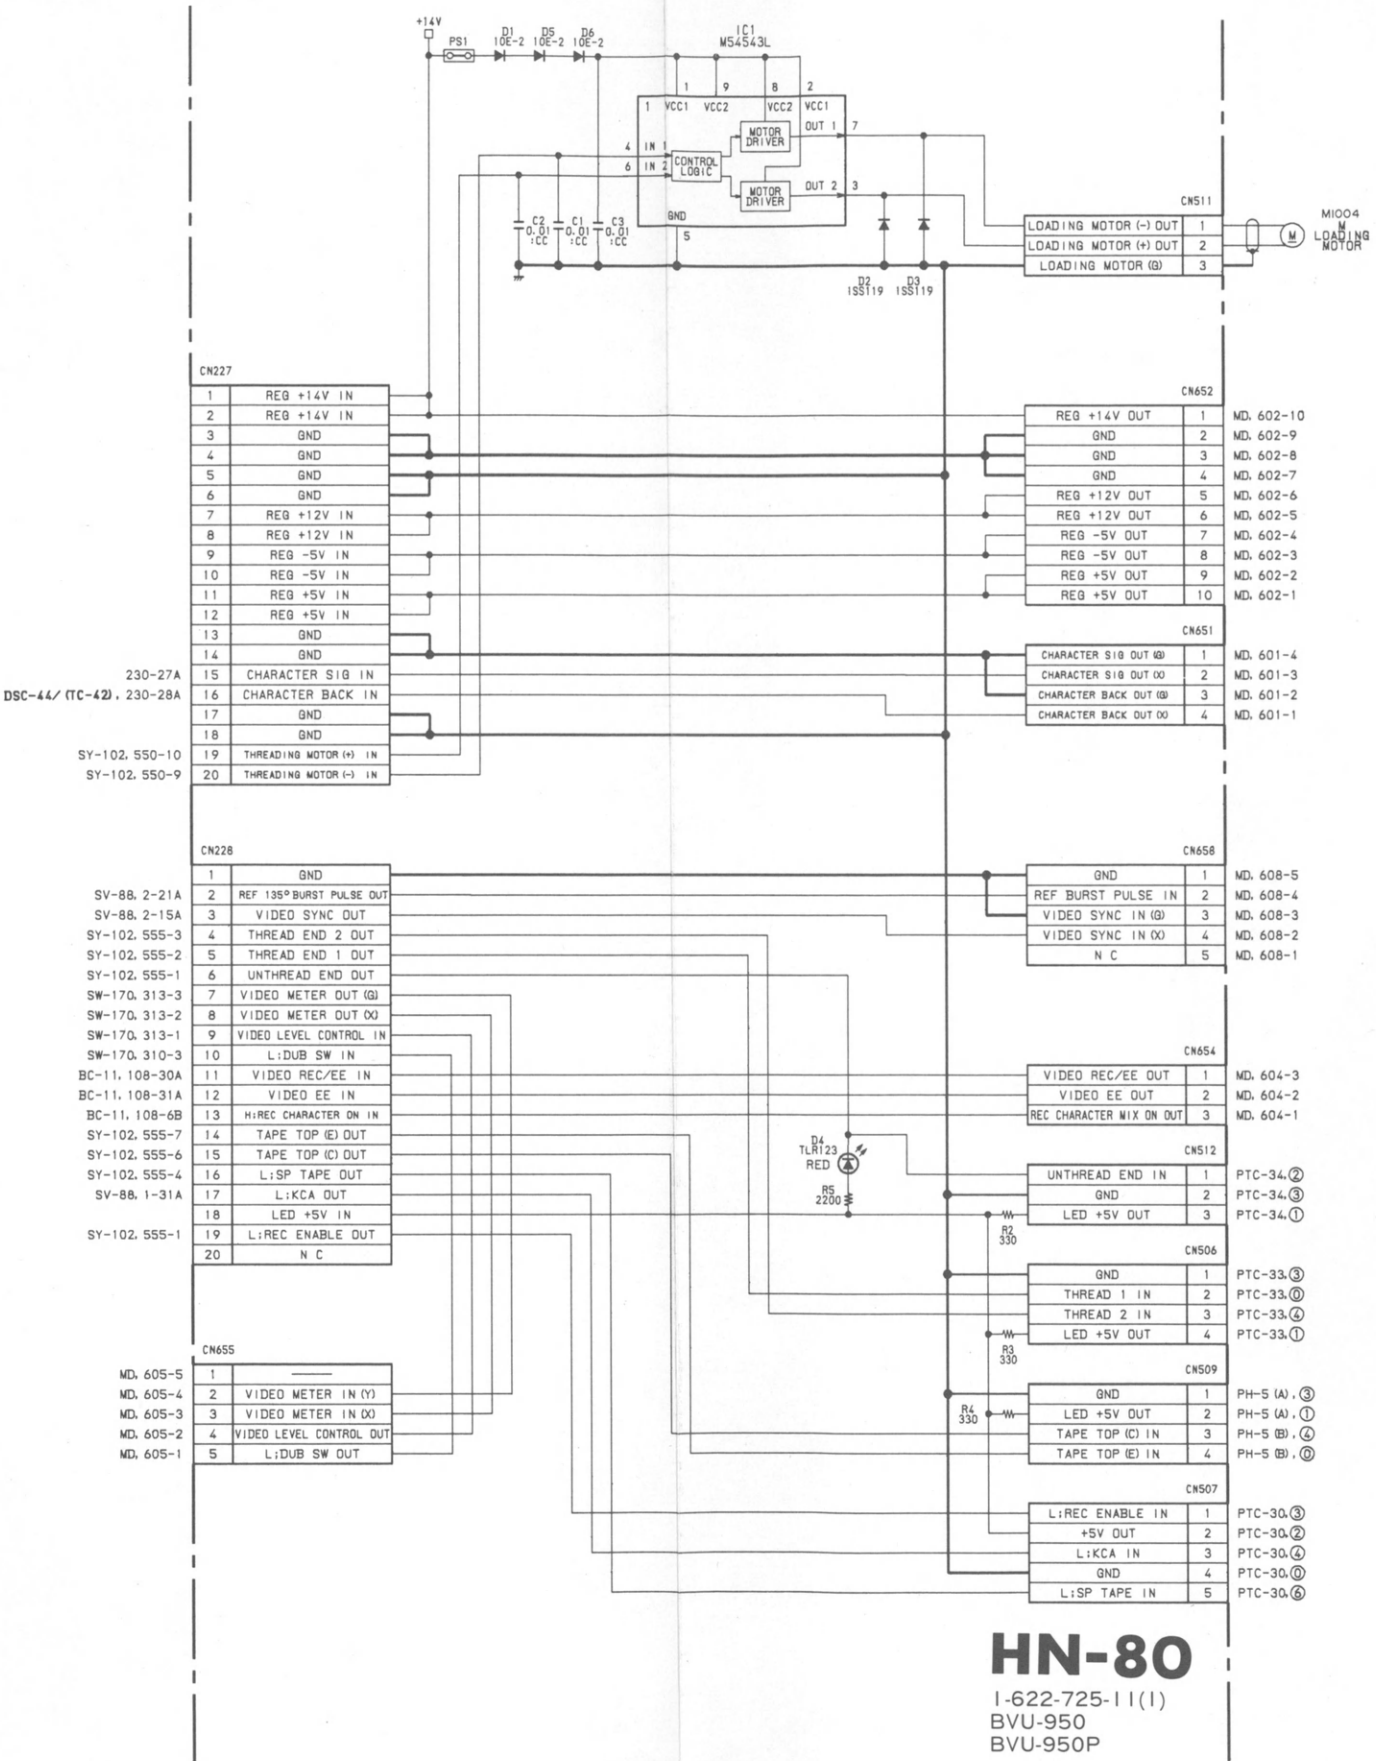 +14V
PS1
D1
10E-2
D5
10E-2
D6
10E-2
IC1
M54543L
1 9 8 2
1 VCC1 VCC2 VCC2 VCC1
MOTOR
DRIVER
OUT 1 7
4 IN 1
6 IN 2
CONTROL
LOGIC
MOTOR
DRIVER
OUT 2 3
GND
5
C2
0.01
:CC
C1
0.01
:CC
C3
0.01
:CC
D2
1SS119
D3
1SS119
CN511
LOADING MOTOR (-) OUT 1
LOADING MOTOR (+) OUT 2
LOADING MOTOR (G) 3
M
M1004
M
LOADING
MOTOR
CN227
1 REG +14V IN
2 REG +14V IN
3 GND
4 GND
5 GND
6 GND
7 REG +12V IN
8 REG +12V IN
9 REG -5V IN
10 REG -5V IN
11 REG +5V IN
12 REG +5V IN
13 GND
14 GND
230-27A 15 CHARACTER SIG IN
DSC-44/ (TC-42), 230-28A 16 CHARACTER BACK IN
17 GND
18 GND
SY-102, 550-10 19 THREADING MOTOR (+) IN
SY-102, 550-9 20 THREADING MOTOR (-) IN
CN652
REG +14V OUT 1 MD, 602-10
GND 2 MD, 602-9
GND 3 MD, 602-8
GND 4 MD, 602-7
REG +12V OUT 5 MD, 602-6
REG +12V OUT 6 MD, 602-5
REG -5V OUT 7 MD, 602-4
REG -5V OUT 8 MD, 602-3
REG +5V OUT 9 MD, 602-2
REG +5V OUT 10 MD, 602-1
CN651
CHARACTER SIG OUT (G) 1 MD, 601-4
CHARACTER SIG OUT (X) 2 MD, 601-3
CHARACTER BACK OUT (G) 3 MD, 601-2
CHARACTER BACK OUT (X) 4 MD, 601-1
CN228
1 GND
SV-88, 2-21A 2 REF 135° BURST PULSE OUT
SV-88, 2-15A 3 VIDEO SYNC OUT
SY-102, 555-3 4 THREAD END 2 OUT
SY-102, 555-2 5 THREAD END 1 OUT
SY-102, 555-1 6 UNTHREAD END OUT
SW-170, 313-3 7 VIDEO METER OUT (G)
SW-170, 313-2 8 VIDEO METER OUT (X)
SW-170, 313-1 9 VIDEO LEVEL CONTROL IN
SW-170, 310-3 10 L:DUB SW IN
BC-11, 108-30A 11 VIDEO REC/EE IN
BC-11, 108-31A 12 VIDEO EE IN
BC-11, 108-6B 13 H:REC CHARACTER ON IN
SY-102, 555-7 14 TAPE TOP (E) OUT
SY-102, 555-6 15 TAPE TOP (C) OUT
SY-102, 555-4 16 L:SP TAPE OUT
SV-88, 1-31A 17 L:KCA OUT
18 LED +5V IN
SY-102, 555-1 19 L:REC ENABLE OUT
20 N C
CN658
GND 1 MD, 608-5
REF BURST PULSE IN 2 MD, 608-4
VIDEO SYNC IN (G) 3 MD, 608-3
VIDEO SYNC IN (X) 4 MD, 608-2
N C 5 MD, 608-1
CN654
VIDEO REC/EE OUT 1 MD, 604-3
VIDEO EE OUT 2 MD, 604-2
REC CHARACTER MIX ON OUT 3 MD, 604-1
D4
TLR123
RED
R5
2200
CN512
UNTHREAD END IN 1 PTC-34,②
GND 2 PTC-34,③
LED +5V OUT 3 PTC-34,①
R2
330
CN506
GND 1 PTC-33,③
THREAD 1 IN 2 PTC-33,⓪
THREAD 2 IN 3 PTC-33,④
LED +5V OUT 4 PTC-33,①
R3
330
CN655
MD, 605-5 1
MD, 605-4 2 VIDEO METER IN (Y)
MD, 605-3 3 VIDEO METER IN (X)
MD, 605-2 4 VIDEO LEVEL CONTROL OUT
MD, 605-1 5 L:DUB SW OUT
CN509
GND 1 PH-5 (A), ③
R4
330
LED +5V OUT 2 PH-5 (A), ①
TAPE TOP (C) IN 3 PH-5 (B), ④
TAPE TOP (E) IN 4 PH-5 (B), ⓪
CN507
L:REC ENABLE IN 1 PTC-30,③
+5V OUT 2 PTC-30,②
L:KCA IN 3 PTC-30,④
GND 4 PTC-30,⓪
L:SP TAPE IN 5 PTC-30,⑥
HN-80
1-622-725-11(1)
BVU-950
BVU-950P